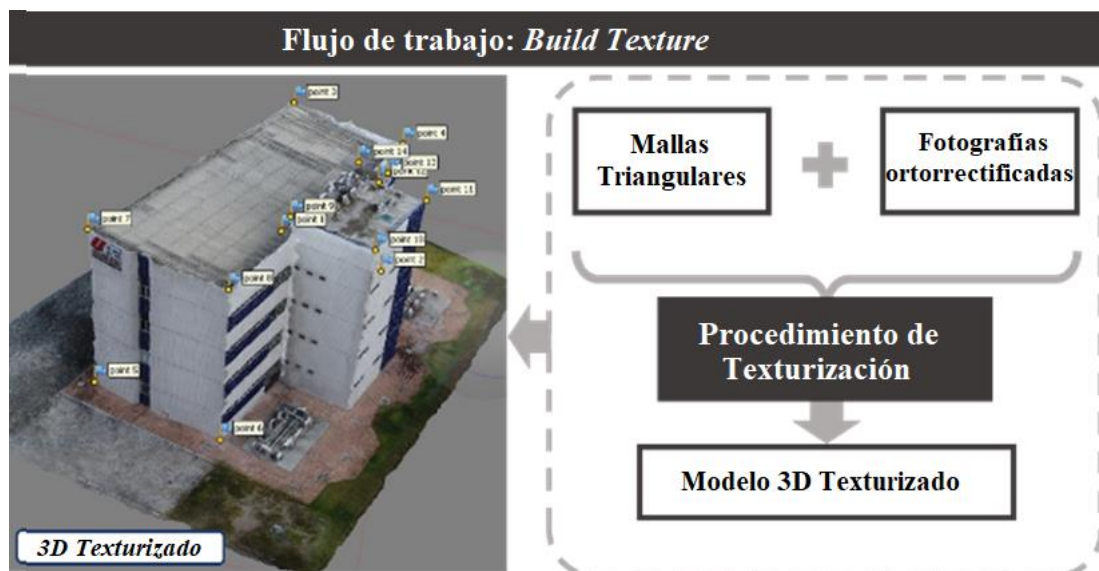 Flujo de trabajo: Build Texture
point 3
point 4
point 14
point 13
point 11
point 9
point 1
point 7
point 10
point 2
point 8
point 5
point 6
3D Texturizado
Mallas
Triangulares
Fotografías
ortorrectificadas
Procedimiento de
Texturización
Modelo 3D Texturizado